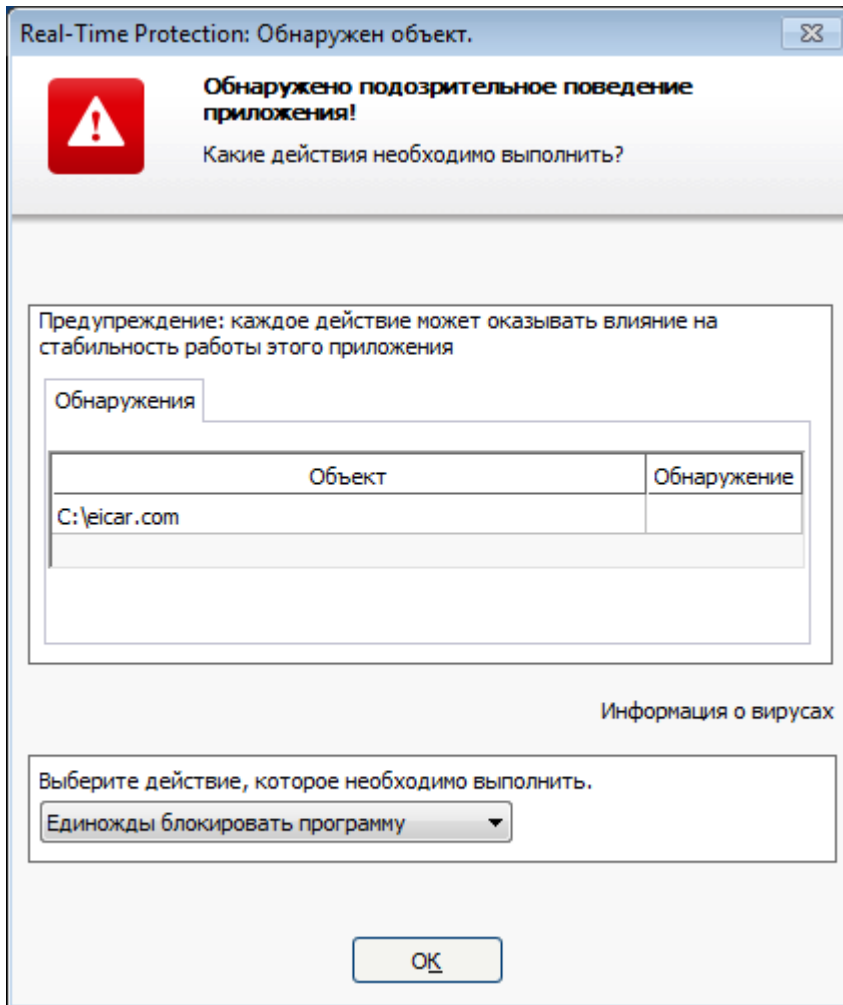 Real-Time Protection: Обнаружен объект.
Обнаружено подозрительное поведение
приложения!
Какие действия необходимо выполнить?
Предупреждение: каждое действие может оказывать влияние на
стабильность работы этого приложения
Обнаружения
Объект Обнаружение
C:\eicar.com
Информация о вирусах
Выберите действие, которое необходимо выполнить.
Единожды блокировать программу
OK